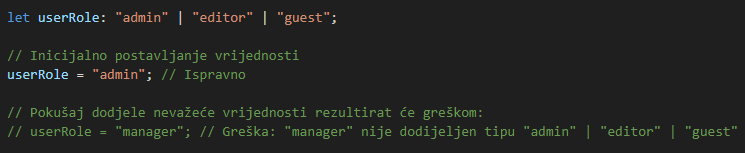 let userRole: "admin" | "editor" | "guest";
// Inicijalno postavljanje vrijednosti
userRole = "admin"; // Ispravno
// Pokušaj dodjele nevažeće vrijednosti rezultirat će greškom:
// userRole = "manager"; // Greška: "manager" nije dodijeljen tipu "admin" | "editor" | "guest"